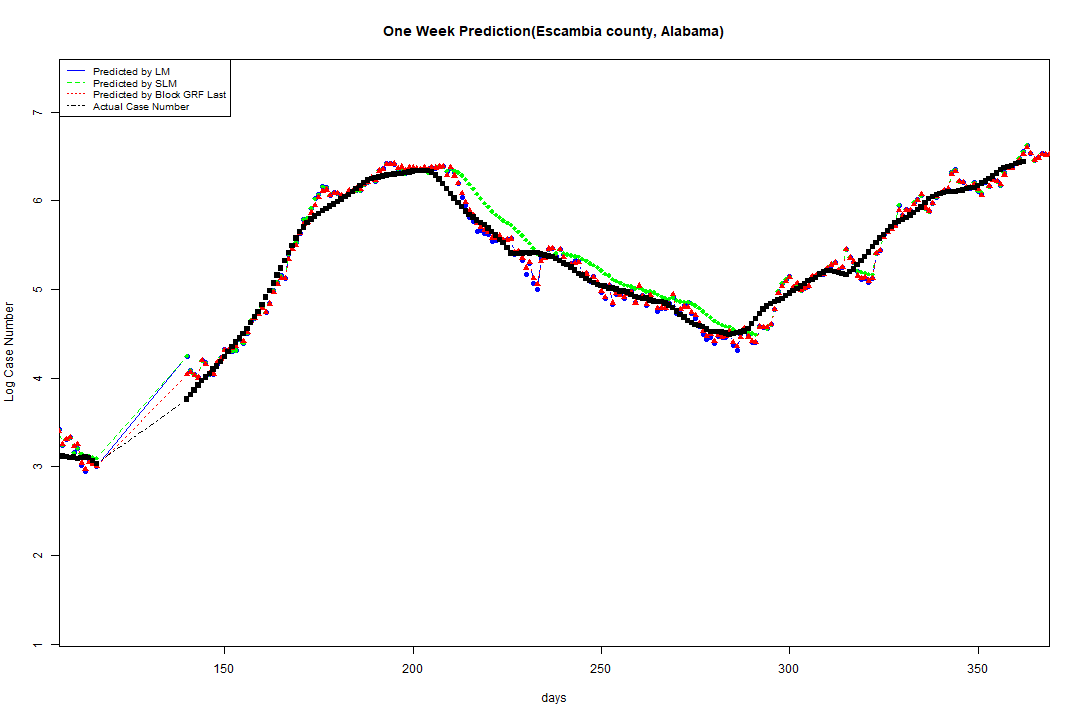 One Week Prediction(Escambia county, Alabama)
Predicted by LM
Predicted by SLM
Predicted by Block GRF Last
Actual Case Number
7
6
5
4
3
2
1
Log Case Number
150 200 250 300 350
days